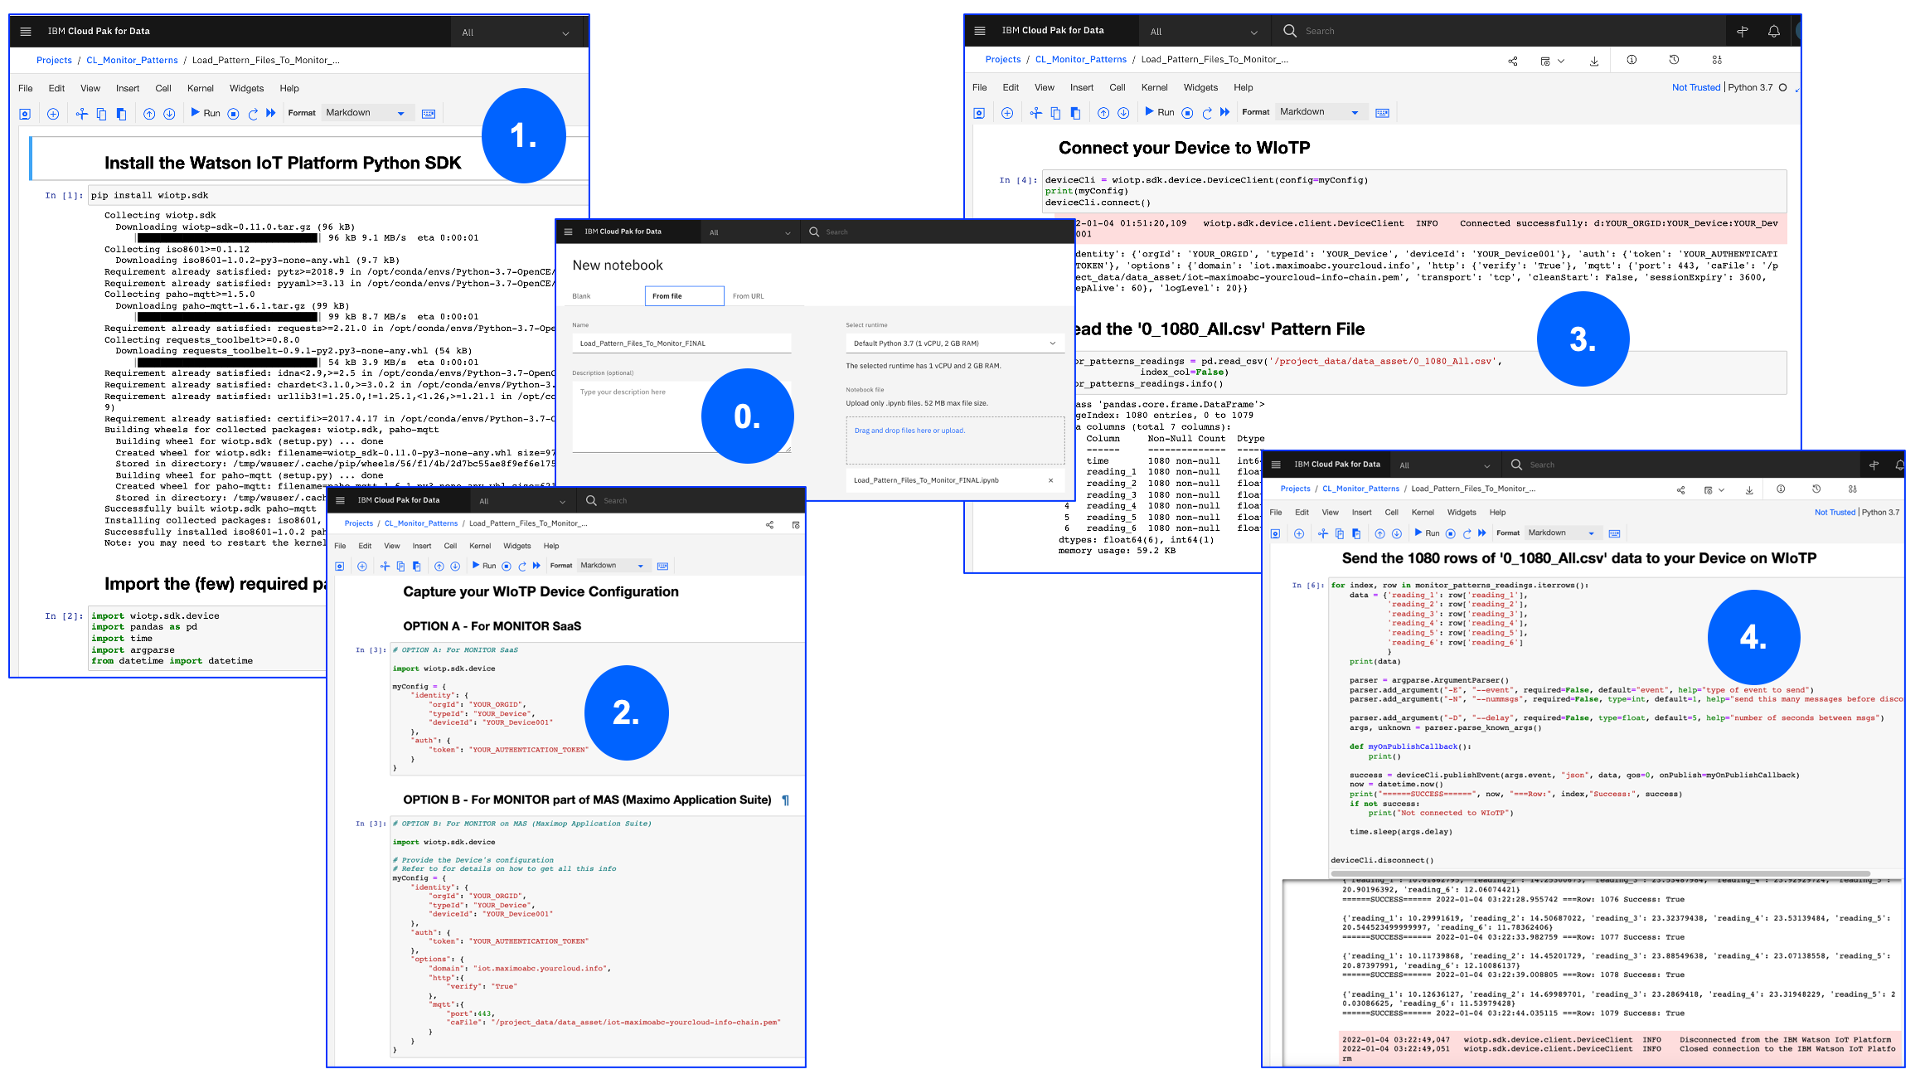 IBM Cloud Pak for Data
All
Projects / CL_Monitor_Patterns / Load_Pattern_Files_To_Monitor_...
File Edit View Insert Cell Kernel Widgets Help
Run Format Markdown
1.
Install the Watson IoT Platform Python SDK
In [1]: pip install wiotp.sdk
Collecting wiotp.sdk
Downloading wiotp-sdk-0.11.0.tar.gz (96 kB)
| 96 kB 9.1 MB/s eta 0:00:01
Collecting iso8601>=0.1.12
Downloading iso8601-1.0.2-py3-none-any.whl (9.7 kB)
Requirement already satisfied: pytz>=2018.9 in /opt/conda/envs/Python-3.7-OpenCE/
Requirement already satisfied: pyyaml>=3.13 in /opt/conda/envs/Python-3.7-OpenCE/
Collecting paho-mqtt>=1.5.0
Downloading paho-mqtt-1.6.1.tar.gz (99 kB)
| 99 kB 8.7 MB/s eta 0:00:01
Requirement already satisfied: requests>=2.21.0 in /opt/conda/envs/Python-3.7-Ope
Collecting requests_toolbelt>=0.8.0
Downloading requests_toolbelt-0.9.1-py2.py3-none-any.whl (54 kB)
| 54 kB 3.9 MB/s eta 0:00:01
Requirement already satisfied: idna<2.9,>=2.5 in /opt/conda/envs/Python-3.7-OpenC
Requirement already satisfied: chardet<3.1.0,>=3.0.2 in /opt/conda/envs/Python-3.
Requirement already satisfied: urllib3!=1.25.0,!=1.25.1,<1.26,>=1.21.1 in /opt/co
9)
Requirement already satisfied: certifi>=2017.4.17 in /opt/conda/envs/Python-3.7-O
Building wheels for collected packages: wiotp-sdk, paho-mqtt
Building wheel for wiotp-sdk (setup.py) ... done
Created wheel for wiotp-sdk: filename=wiotp_sdk-0.11.0-py3-none-any.whl size=97
Stored in directory: /tmp/wsuser/.cache/pip/wheels/56/f1/4b/2d7bc55ae8f9ef6e175
Building wheel for paho-mqtt (setup.py) ... done
Created wheel for paho-mqtt:
Stored in directory: /tmp/wsuser/.cac
Successfully built wiotp-sdk paho-mqtt
Installing collected packages: iso8601,
Successfully installed iso8601-1.0.2 pah
Note: you may need to restart the kernel
Import the (few) required pa
In [2]: import wiotp.sdk.device
import pandas as pd
import time
import argparse
from datetime import datetime
IBM Cloud Pak for Data
All
Search
New notebook
Blank From file From URL
Name
Load_Pattern_Files_To_Monitor_FINAL
Description (optional)
Type your description here
0.
Select runtime
Default Python 3.7 (1 vCPU, 2 GB RAM)
The selected runtime has 1 vCPU and 2 GB RAM.
Notebook file
Upload only .ipynb files. 52 MB max file size.
Drag and drop files here or upload.
Load_Pattern_Files_To_Monitor_FINAL.ipynb ×
IBM Cloud Pak for Data
All
Search
Projects / CL_Monitor_Patterns / Load_Pattern_Files_To_Monitor_...
File Edit View Insert Cell Kernel Widgets Help
Run Format Markdown
Capture your WIoTP Device Configuration
OPTION A - For MONITOR SaaS
In [3]: # OPTION A: For MONITOR SaaS
import wiotp.sdk.device
myConfig = {
"identity": {
"orgId": "YOUR_ORGID",
"typeId": "YOUR_Device",
"deviceId": "YOUR_Device001"
},
"auth": {
"token": "YOUR_AUTHENTICATION_TOKEN"
}
}
2.
OPTION B - For MONITOR part of MAS (Maximo Application Suite) ¶
In [3]: # OPTION B: For MONITOR on MAS (Maximop Application Suite)
import wiotp.sdk.device
# Provide the Device's configuration
# Refer to for details on how to get all this info
myConfig = {
"identity": {
"orgId": "YOUR_ORGID",
"typeId": "YOUR_Device",
"deviceId": "YOUR_Device001"
},
"auth": {
"token": "YOUR_AUTHENTICATION_TOKEN"
},
"options": {
"domain": "iot.maximoabc.yourcloud.info",
"http":{
"verify": "True"
},
"mqtt":{
"port":443,
"caFile": "/project_data/data_asset/iot-maximoabc-yourcloud-info-chain.pem"
}
}
}
IBM Cloud Pak for Data
All
Search
Projects / CL_Monitor_Patterns / Load_Pattern_Files_To_Monitor_...
File Edit View Insert Cell Kernel Widgets Help
Not Trusted | Python 3.7
Run Format Markdown
Connect your Device to WIoTP
In [4]: deviceCli = wiotp.sdk.device.DeviceClient(config=myConfig)
print(myConfig)
deviceCli.connect()
2-01-04 01:51:20,109 wiotp.sdk.device.client.DeviceClient INFO Connected successfully: d:YOUR_ORGID:YOUR_Device:YOUR_Dev
001
dentity': {'orgId': 'YOUR_ORGID', 'typeId': 'YOUR_Device', 'deviceId': 'YOUR_Device001'}, 'auth': {'token': 'YOUR_AUTHENTICATI
TOKEN'}, 'options': {'domain': 'iot.maximoabc.yourcloud.info', 'http': {'verify': 'True'}, 'mqtt': {'port': 443, 'caFile': '/p
ect_data/data_asset/iot-maximoabc-yourcloud-info-chain.pem', 'transport': 'tcp', 'cleanStart': False, 'sessionExpiry': 3600,
epAlive': 60}, 'logLevel': 20}}
3.
ead the '0_1080_All.csv' Pattern File
or_patterns_readings = pd.read_csv('/project_data/data_asset/0_1080_All.csv',
index_col=False)
or_patterns_readings.info()
lass 'pandas.core.frame.DataFrame'>
geIndex: 1080 entries, 0 to 1079
a columns (total 7 columns):
Column Non-Null Count Dtype
------ -------------- -----
time 1080 non-null int6
reading_1 1080 non-null floa
reading_2 1080 non-null floa
reading_3 1080 non-null floa
4 reading_4 1080 non-null floa
5 reading_5 1080 non-null floa
6 reading_6 1080 non-null floa
dtypes: float64(6), int64(1)
memory usage: 59.2 KB
IBM Cloud Pak for Data
All
Search
Projects / CL_Monitor_Patterns / Load_Pattern_Files_To_Monitor_...
File Edit View Insert Cell Kernel Widgets Help
Not Trusted | Python 3.7
Run Format Markdown
Send the 1080 rows of '0_1080_All.csv' data to your Device on WIoTP
In [6]: for index, row in monitor_patterns_readings.iterrows():
data = {'reading_1': row['reading_1'],
'reading_2': row['reading_2'],
'reading_3': row['reading_3'],
'reading_4': row['reading_4'],
'reading_5': row['reading_5'],
'reading_6': row['reading_6']
}
print(data)
4.
parser = argparse.ArgumentParser()
parser.add_argument("-E", "--event", required=False, default="event", help="type of event to send")
parser.add_argument("-N", "--nummsgs", required=False, type=int, default=1, help="send this many messages before disco
parser.add_argument("-D", "--delay", required=False, type=float, default=5, help="number of seconds between msgs")
args, unknown = parser.parse_known_args()
def myOnPublishCallback():
print()
success = deviceCli.publishEvent(args.event, "json", data, qos=0, onPublish=myOnPublishCallback)
now = datetime.now()
print("======SUCCESS======", now, "===Row:", index,"Success:", success)
if not success:
print("Not connected to WIoTP")
time.sleep(args.delay)
deviceCli.disconnect()
20.90196392, 'reading_6': 12.06074421}
======SUCCESS====== 2022-01-04 03:22:28.955742 ===Row: 1076 Success: True
{'reading_1': 10.29991619, 'reading_2': 14.50687022, 'reading_3': 23.32379438, 'reading_4': 23.53139484, 'reading_5':
20.544523499999997, 'reading_6': 11.78362406}
======SUCCESS====== 2022-01-04 03:22:33.982759 ===Row: 1077 Success: True
{'reading_1': 10.11739868, 'reading_2': 14.45201729, 'reading_3': 23.88549638, 'reading_4': 23.07138558, 'reading_5':
20.87397991, 'reading_6': 12.10086137}
======SUCCESS====== 2022-01-04 03:22:39.008805 ===Row: 1078 Success: True
{'reading_1': 10.12636127, 'reading_2': 14.69989701, 'reading_3': 23.2869418, 'reading_4': 23.31948229, 'reading_5': 2
0.03086625, 'reading_6': 11.53979428}
======SUCCESS====== 2022-01-04 03:22:44.035115 ===Row: 1079 Success: True
2022-01-04 03:22:49,047 wiotp.sdk.device.client.DeviceClient INFO Disconnected from the IBM Watson IoT Platform
2022-01-04 03:22:49,051 wiotp.sdk.device.client.DeviceClient INFO Closed connection to the IBM Watson IoT Platfo
rm